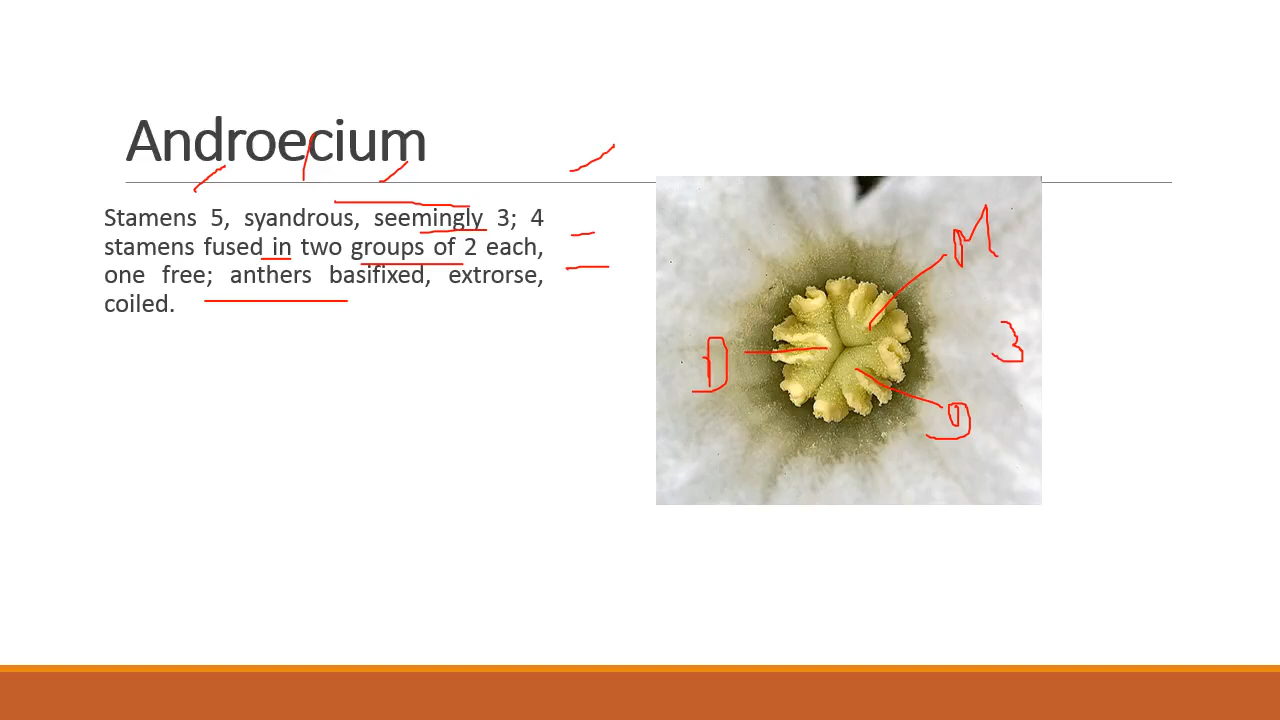 Androecium
Stamens 5, syandrous, seemingly 3; 4
stamens fused in two groups of 2 each,
one free; anthers basifixed, extrorse,
coiled.
M
3